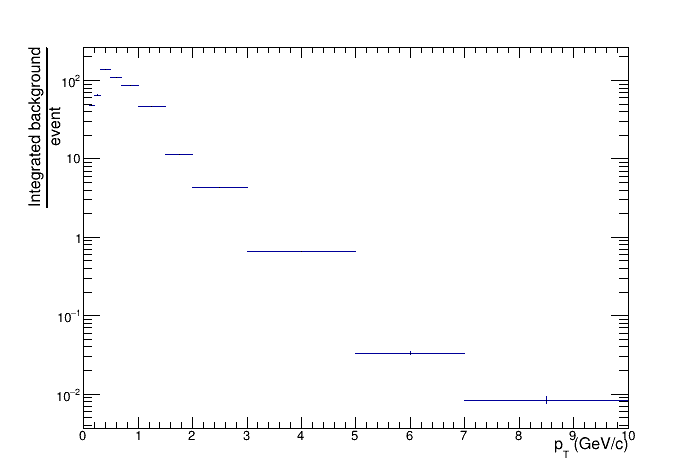 Integrated background
event
10²
10
1
10⁻¹
10⁻²
0 1 2 3 4 5 6 7 8 9 10
p_T (GeV/c)